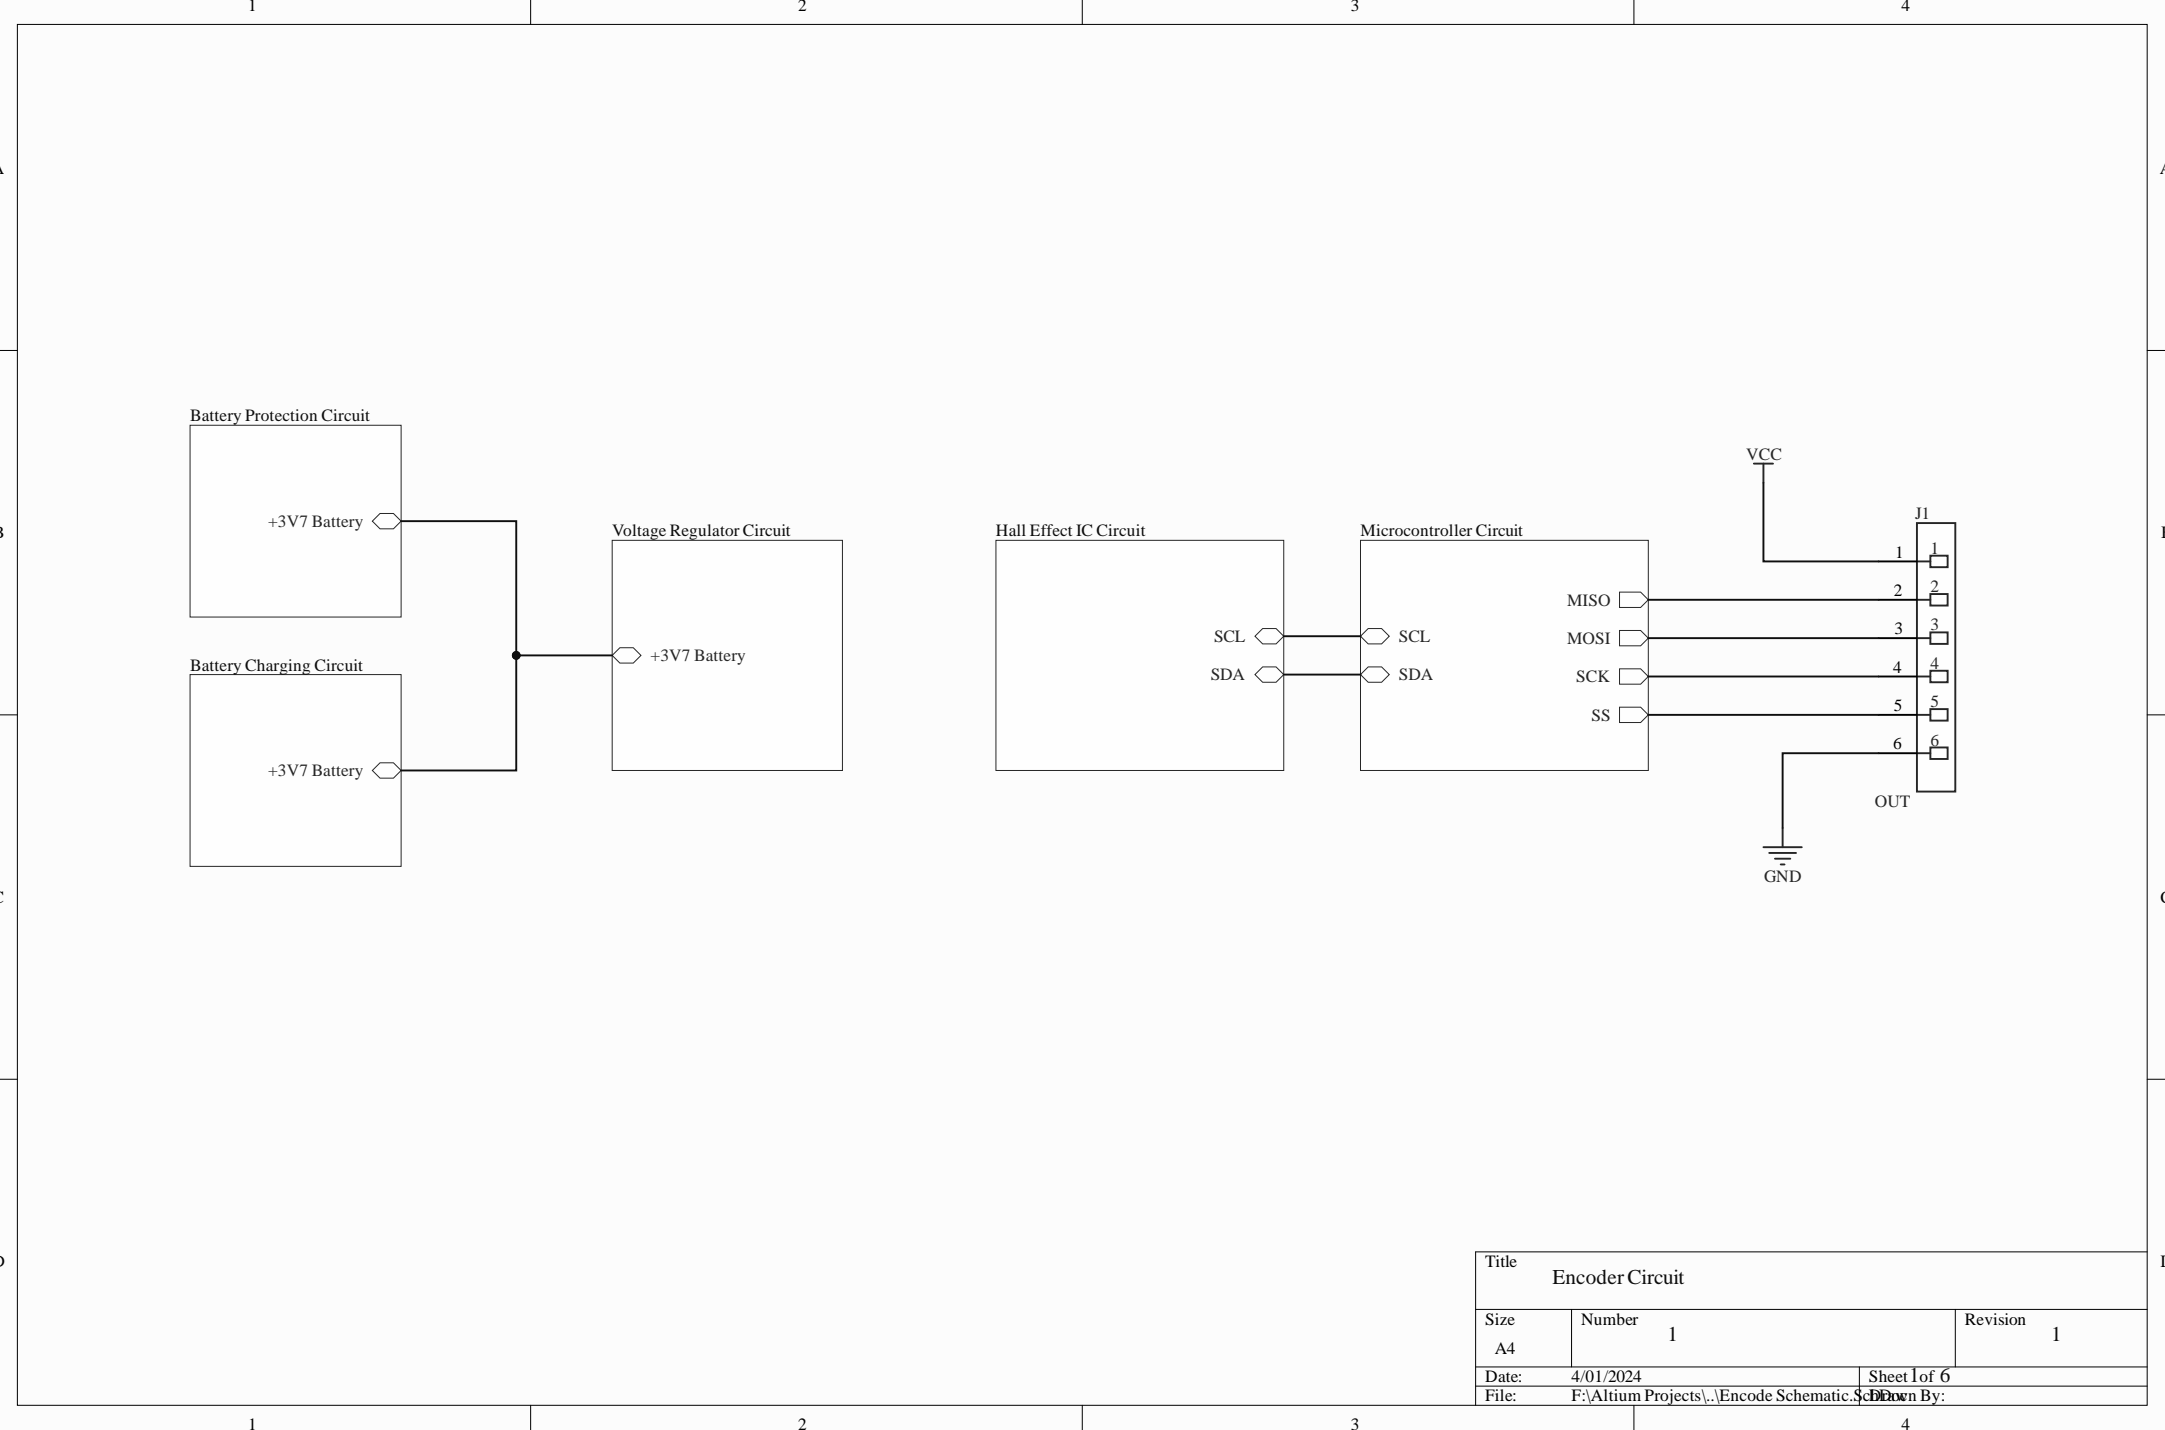 1 2 3 4
A A
Battery Protection Circuit
+3V7 Battery
Battery Charging Circuit
+3V7 Battery
Voltage Regulator Circuit
+3V7 Battery
Hall Effect IC Circuit
SCL
SDA
Microcontroller Circuit
SCL
SDA
MISO
MOSI
SCK
SS
VCC
J1
1 1
2 2
3 3
4 4
5 5
6 6
OUT
GND
Title
Encoder Circuit
Size
A4
Number
1
Revision
1
Date: 4/01/2024 Sheet 1 of 6
File: F:\Altium Projects\..\Encode Schematic.SchDoc Drawn By:
1 2 3 4